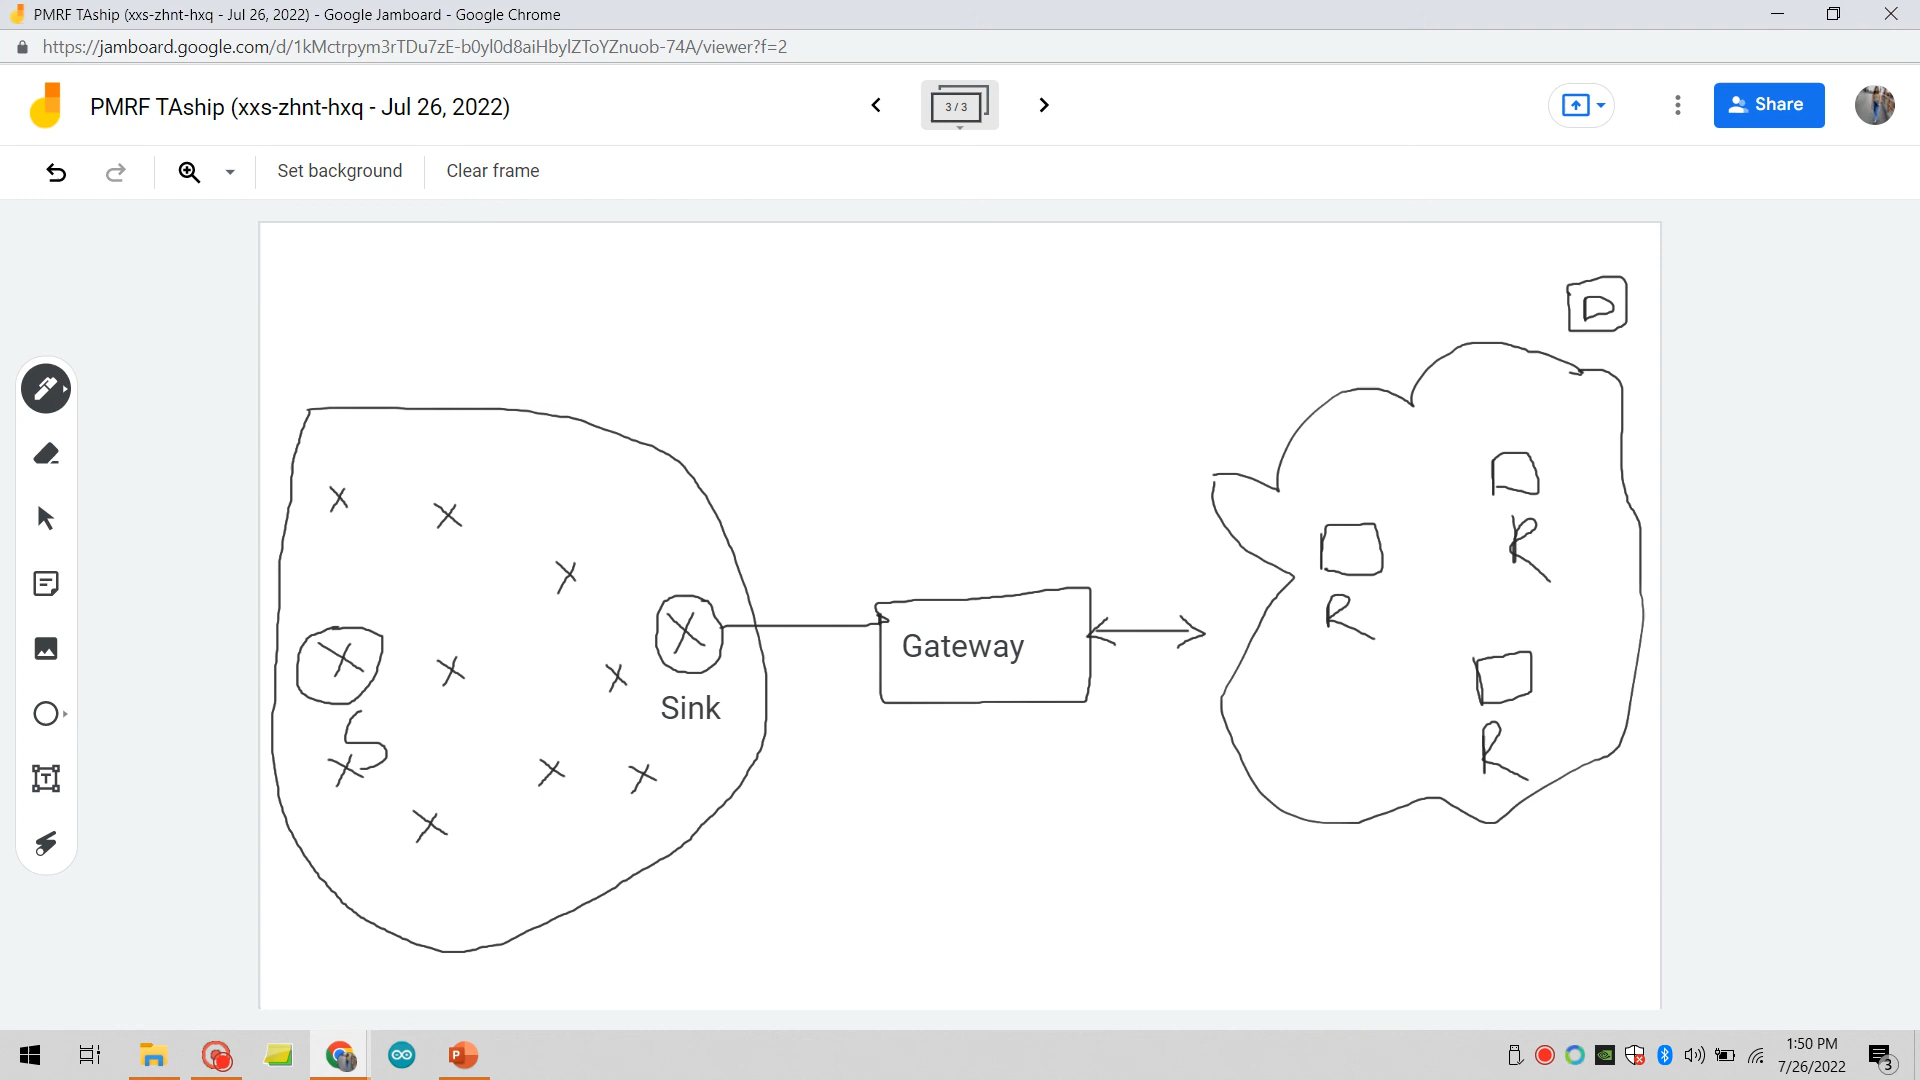 PMRF TAship (xxs-zhnt-hxq - Jul 26, 2022) - Google Jamboard - Google Chrome
https://jamboard.google.com/d/1kMctrpym3rTDu7zE-b0yl0d8aiHbylZToYZnuob-74A/viewer?f=2
PMRF TAship (xxs-zhnt-hxq - Jul 26, 2022)
3 / 3
Share
Set background
Clear frame
D
X X
X
X
X
X X
Gateway
Sink
S
X X X
X
R
R
R
1:50 PM
7/26/2022
3